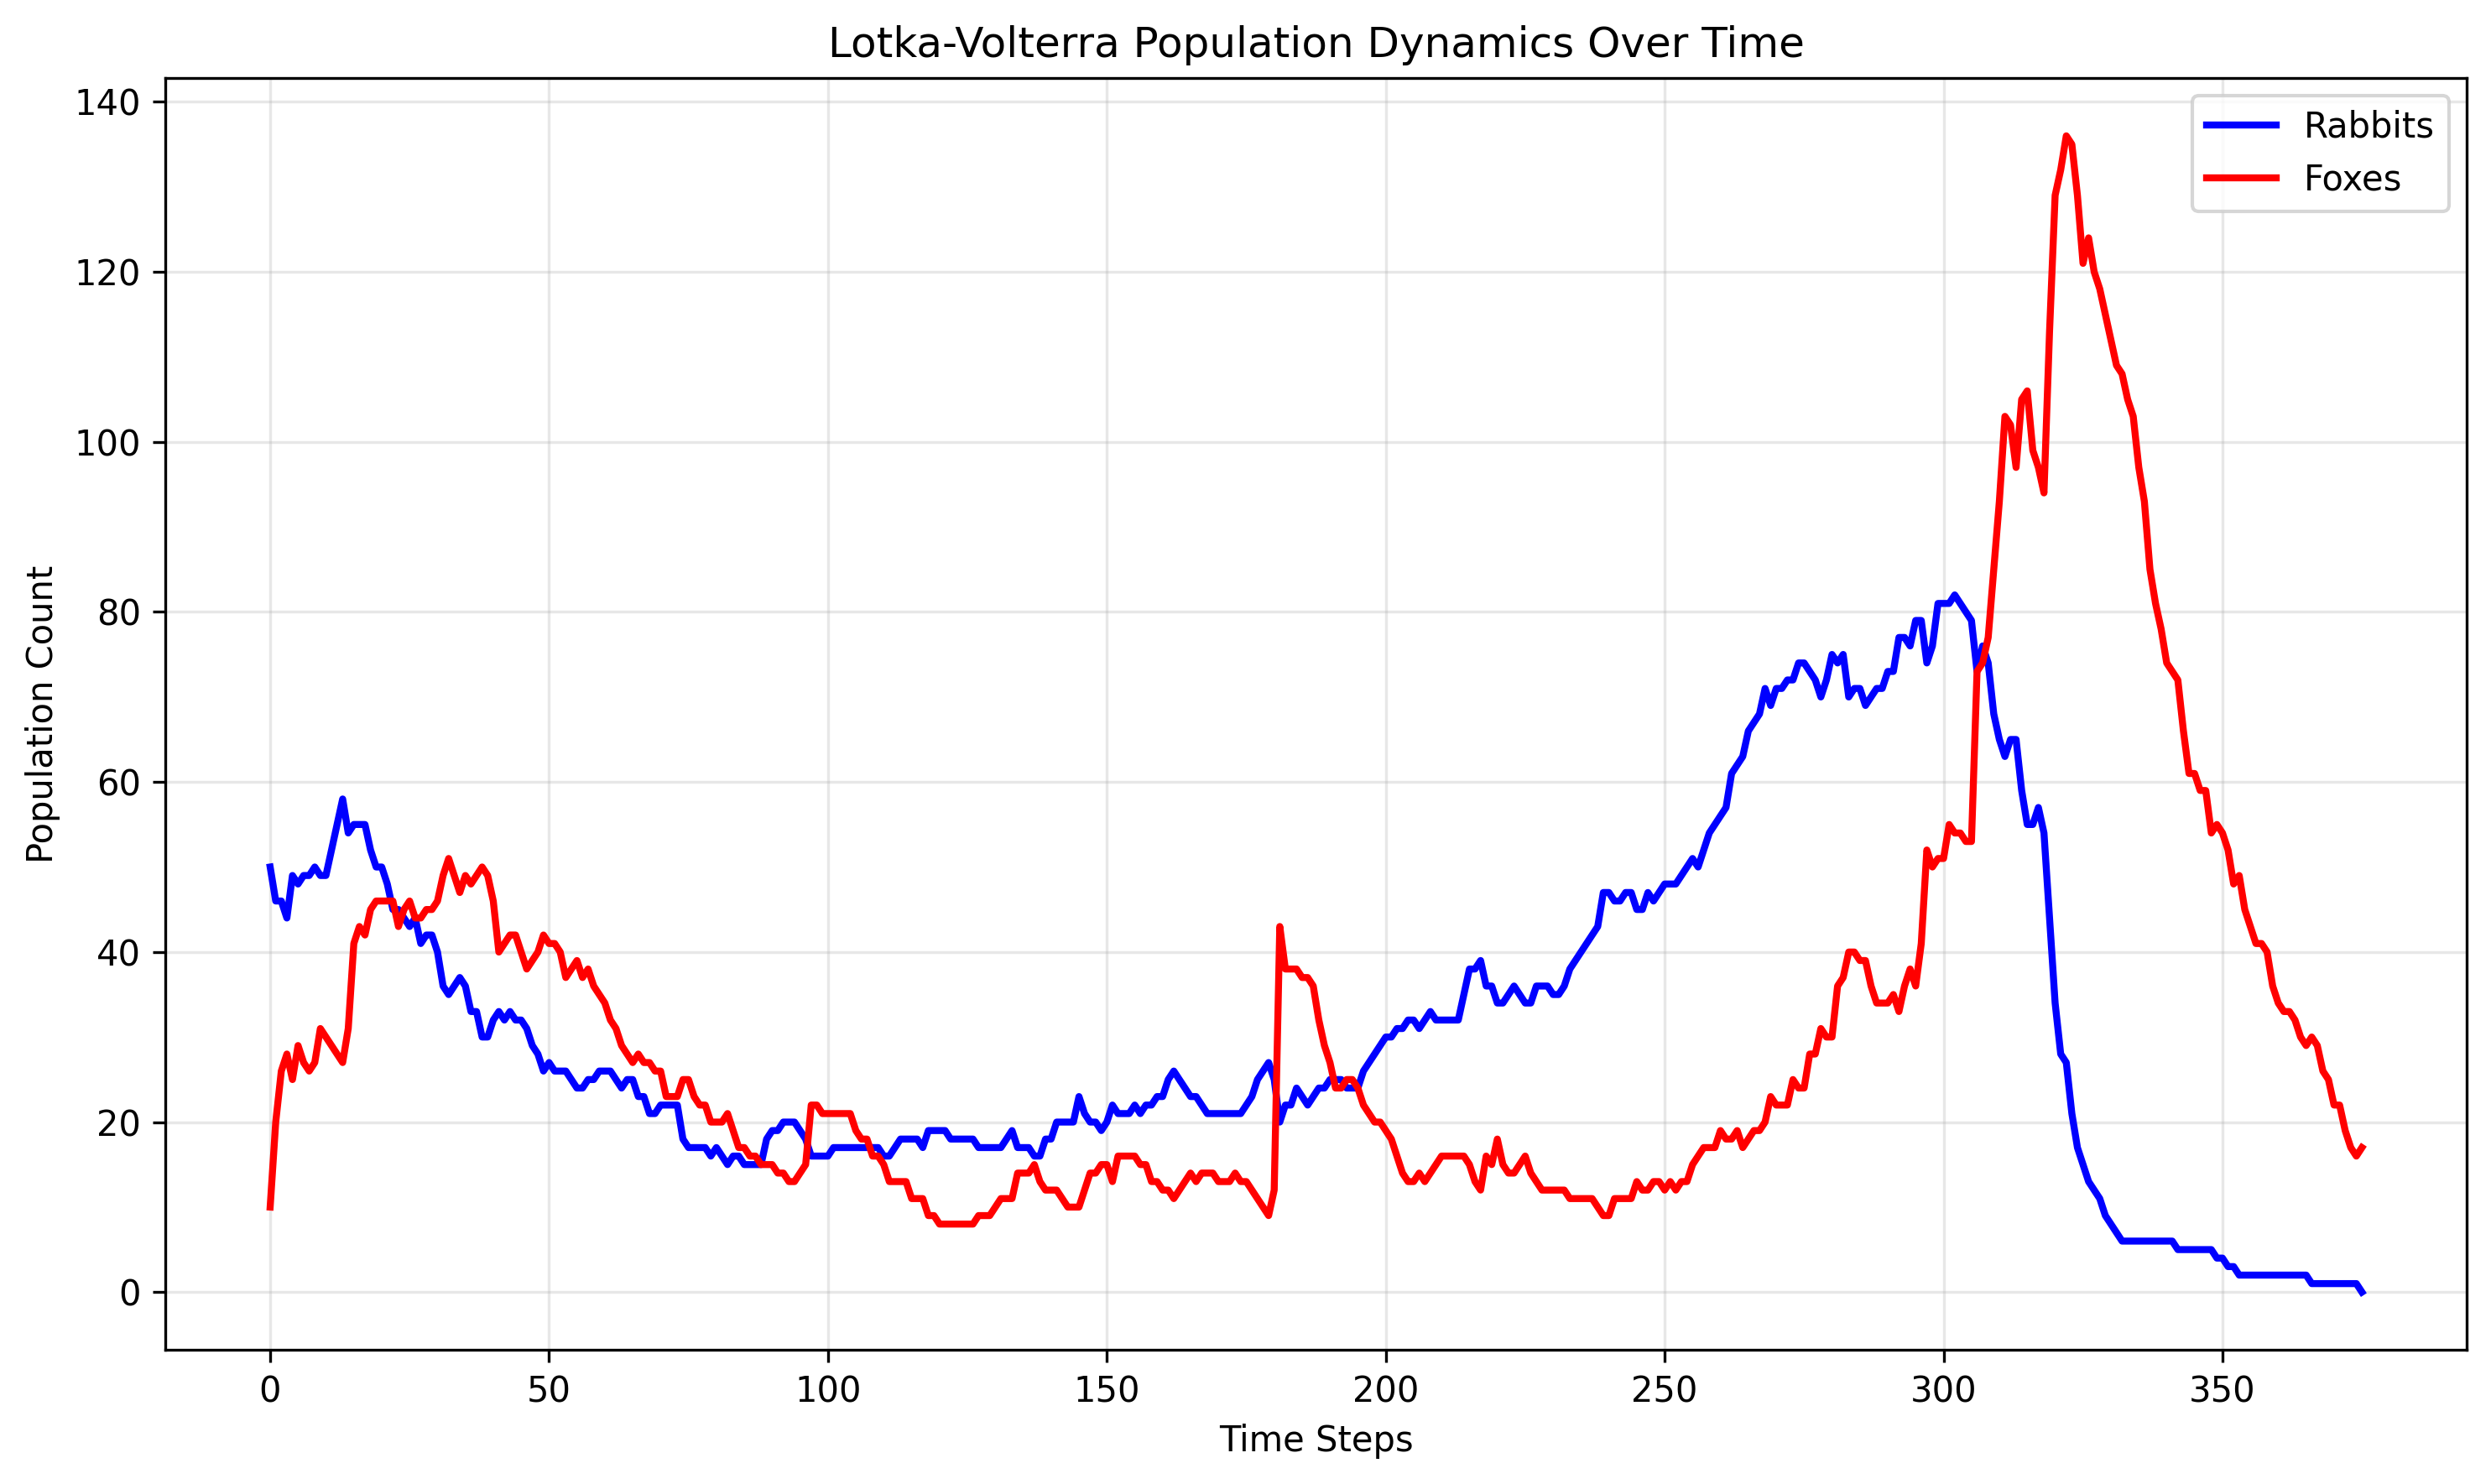 Lotka-Volterra Population Dynamics Over Time
Rabbits
Foxes
Population Count
140
120
100
80
60
40
20
0
0 50 100 150 200 250 300 350
Time Steps